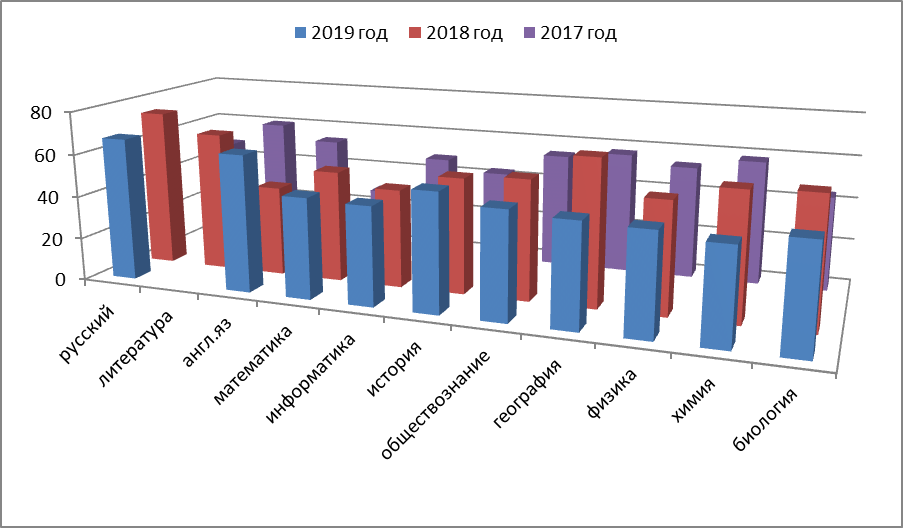 2019 год 2018 год 2017 год
80
60
40
20
0
русский
литература
англ.яз
математика
информатика
история
обществознание
география
физика
химия
биология